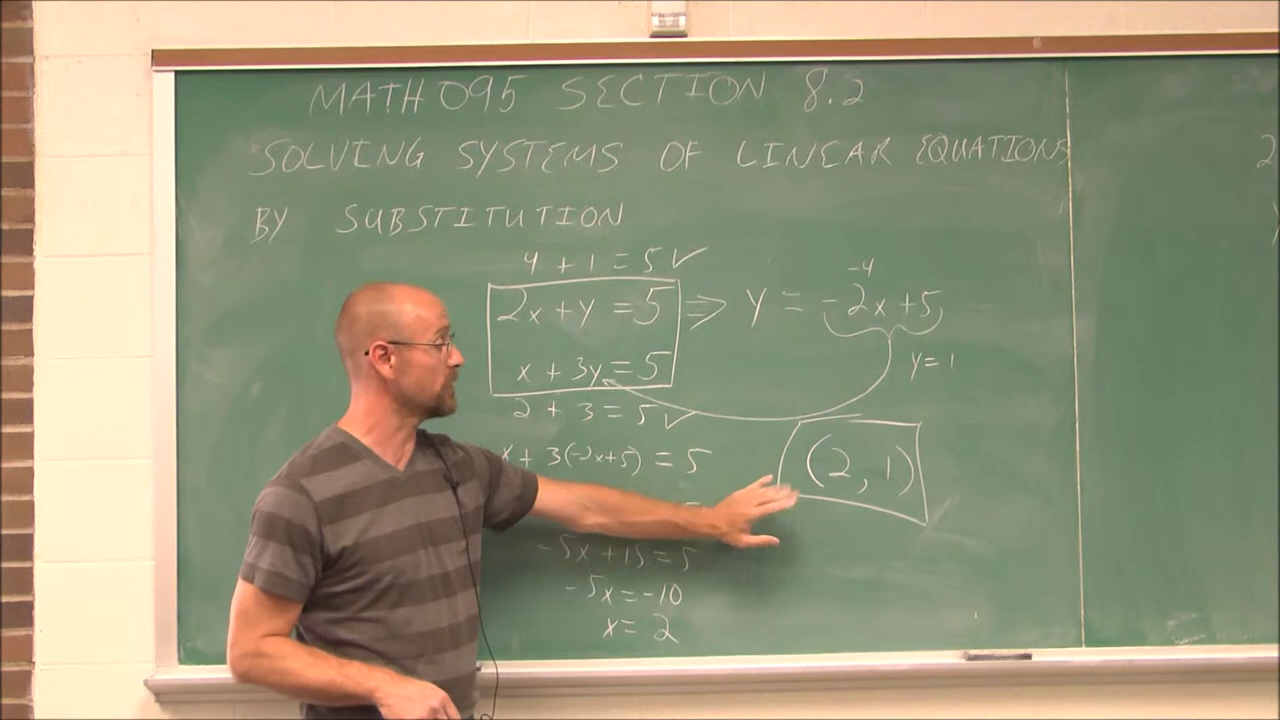 MATH 095 SECTION 8.2
SOLVING SYSTEMS OF LINEAR EQUATIONS
BY SUBSTITUTION
4 + 1 = 5 ✓
-4
2x + y = 5 ⇒ y = -2x + 5
x + 3y = 5
y = 1
2 + 3 = 5 ✓
x + 3(-2x+5) = 5
(2, 1)
-5x + 15 = 5
-5x = -10
x = 2
2